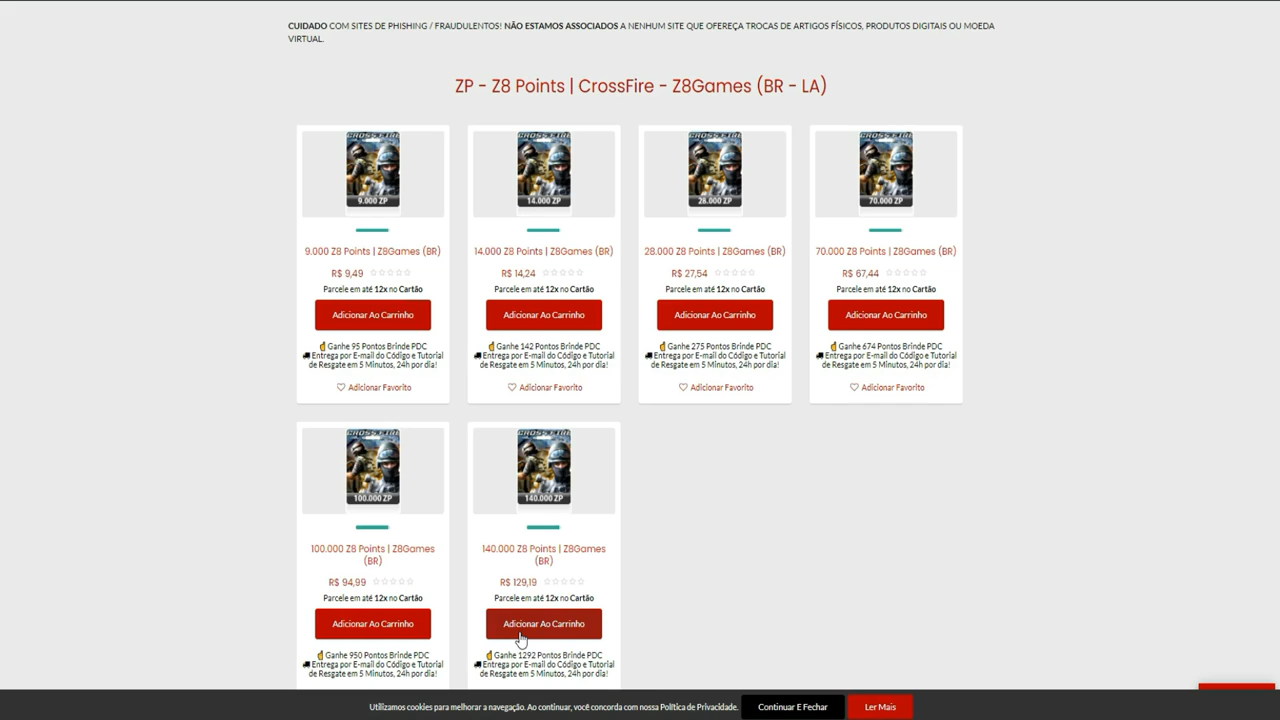 CUIDADO COM SITES DE PHISHING / FRAUDULENTOS! NÃO ESTAMOS ASSOCIADOS A NENHUM SITE QUE OFEREÇA TROCAS DE ARTIGOS FÍSICOS, PRODUTOS DIGITAIS OU MOEDA
VIRTUAL.
ZP - Z8 Points | CrossFire - Z8Games (BR - LA)
CROSS FIRE
9.000 ZP
9.000 Z8 Points | Z8Games (BR)
R$ 9,49
Parcele em até 12x no Cartão
Adicionar Ao Carrinho
Ganhe 95 Pontos Brinde PDC
Entrega por E-mail do Código e Tutorial
de Resgate em 5 Minutos, 24h por dia!
Adicionar Favorito
CROSS FIRE
14.000 ZP
14.000 Z8 Points | Z8Games (BR)
R$ 14,24
Parcele em até 12x no Cartão
Adicionar Ao Carrinho
Ganhe 142 Pontos Brinde PDC
Entrega por E-mail do Código e Tutorial
de Resgate em 5 Minutos, 24h por dia!
Adicionar Favorito
CROSS FIRE
28.000 ZP
28.000 Z8 Points | Z8Games (BR)
R$ 27,54
Parcele em até 12x no Cartão
Adicionar Ao Carrinho
Ganhe 275 Pontos Brinde PDC
Entrega por E-mail do Código e Tutorial
de Resgate em 5 Minutos, 24h por dia!
Adicionar Favorito
CROSS FIRE
70.000 ZP
70.000 Z8 Points | Z8Games (BR)
R$ 67,44
Parcele em até 12x no Cartão
Adicionar Ao Carrinho
Ganhe 674 Pontos Brinde PDC
Entrega por E-mail do Código e Tutorial
de Resgate em 5 Minutos, 24h por dia!
Adicionar Favorito
CROSS FIRE
100.000 ZP
100.000 Z8 Points | Z8Games
(BR)
R$ 94,99
Parcele em até 12x no Cartão
Adicionar Ao Carrinho
Ganhe 950 Pontos Brinde PDC
Entrega por E-mail do Código e Tutorial
de Resgate em 5 Minutos, 24h por dia!
CROSS FIRE
140.000 ZP
140.000 Z8 Points | Z8Games
(BR)
R$ 129,19
Parcele em até 12x no Cartão
Adicionar Ao Carrinho
Ganhe 1292 Pontos Brinde PDC
Entrega por E-mail do Código e Tutorial
de Resgate em 5 Minutos, 24h por dia!
Utilizamos cookies para melhorar a navegação. Ao continuar, você concorda com nossa Política de Privacidade.
Continuar E Fechar
Ler Mais